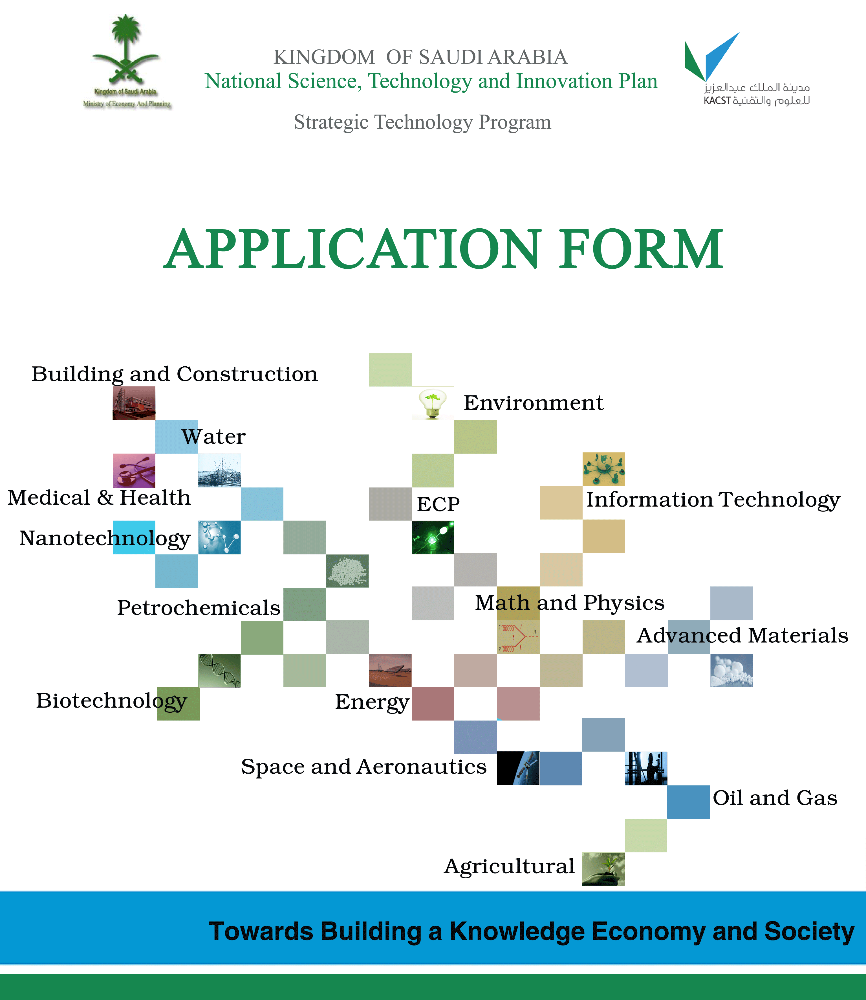 Kingdom of Saudi Arabia
Ministry of Economy And Planning
KINGDOM OF SAUDI ARABIA
National Science, Technology and Innovation Plan
Strategic Technology Program
مدينة الملك عبدالعزيز
للعلوم والتقنية KACST
APPLICATION FORM
Building and Construction
Environment
Water
Medical & Health
ECP
Information Technology
Nanotechnology
Petrochemicals
Math and Physics
g t H
t
g t
Advanced Materials
Biotechnology
Energy
Space and Aeronautics
Oil and Gas
Agricultural
Towards Building a Knowledge Economy and Society